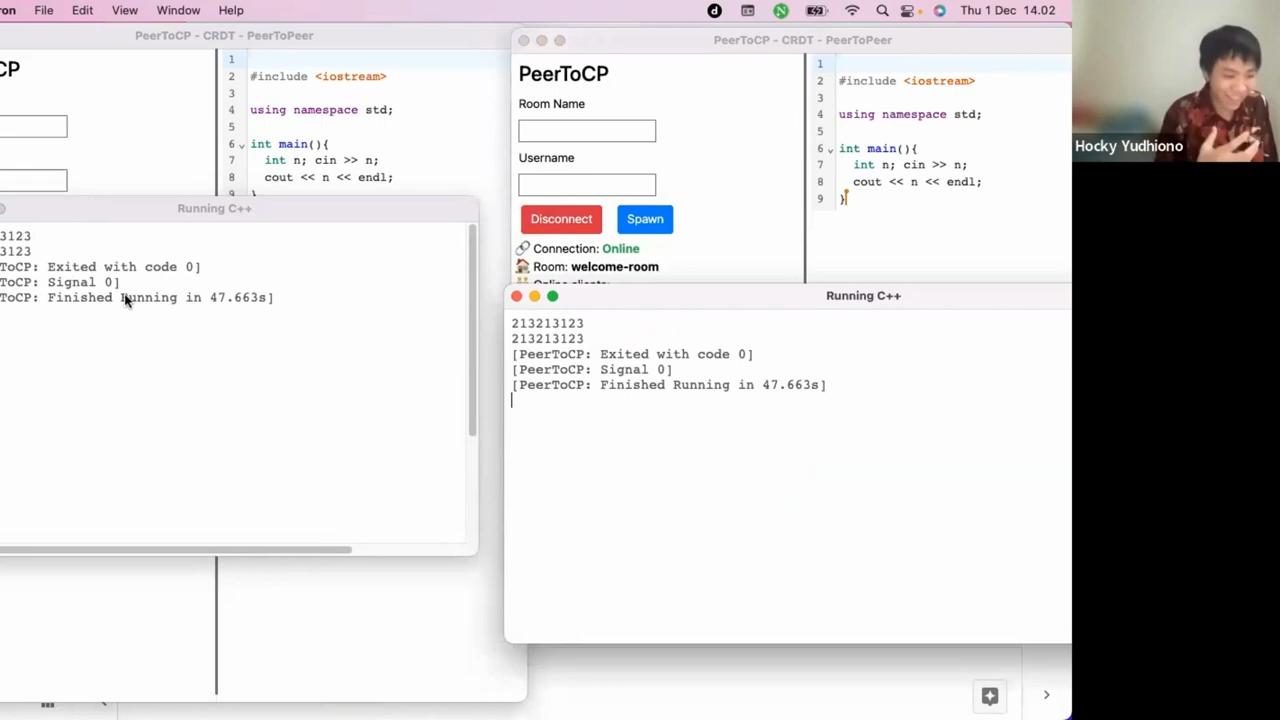 ron File Edit View Window Help
Thu 1 Dec 14.02
PeerToCP - CRDT - PeerToPeer
CP
1
2 #include <iostream>
3
4 using namespace std;
5
6 int main(){
7 int n; cin >> n;
8 cout << n << endl;
9 }
Running C++
3123
3123
ToCP: Exited with code 0]
ToCP: Signal 0]
ToCP: Finished Running in 47.663s]
PeerToCP - CRDT - PeerToPeer
PeerToCP
Room Name
Username
Disconnect Spawn
Connection: Online
Room: welcome-room
Online clients:
1
2 #include <iostream>
3
4 using namespace std;
5
6 int main(){
7 int n; cin >> n;
8 cout << n << endl;
9 }
Running C++
213213123
213213123
[PeerToCP: Exited with code 0]
[PeerToCP: Signal 0]
[PeerToCP: Finished Running in 47.663s]
Hocky Yudhiono